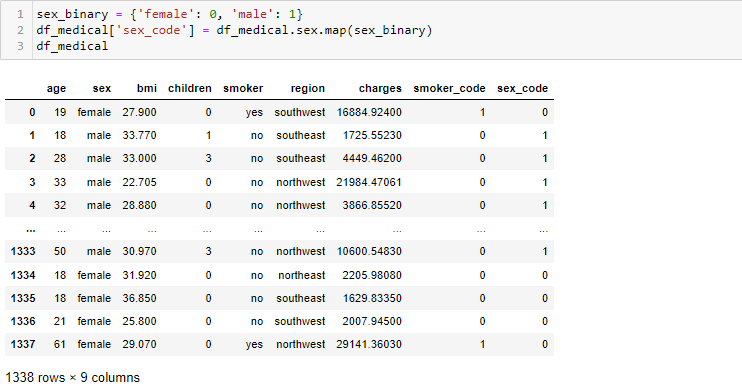 1 sex_binary = {'female': 0, 'male': 1}
2 df_medical['sex_code'] = df_medical.sex.map(sex_binary)
3 df_medical
age sex bmi children smoker region charges smoker_code sex_code
0 19 female 27.900 0 yes southwest 16884.92400 1 0
1 18 male 33.770 1 no southeast 1725.55230 0 1
2 28 male 33.000 3 no southeast 4449.46200 0 1
3 33 male 22.705 0 no northwest 21984.47061 0 1
4 32 male 28.880 0 no northwest 3866.85520 0 1
... ... ... ... ... ... ... ... ... ...
1333 50 male 30.970 3 no northwest 10600.54830 0 1
1334 18 female 31.920 0 no northeast 2205.98080 0 0
1335 18 female 36.850 0 no southeast 1629.83350 0 0
1336 21 female 25.800 0 no southwest 2007.94500 0 0
1337 61 female 29.070 0 yes northwest 29141.36030 1 0
1338 rows × 9 columns